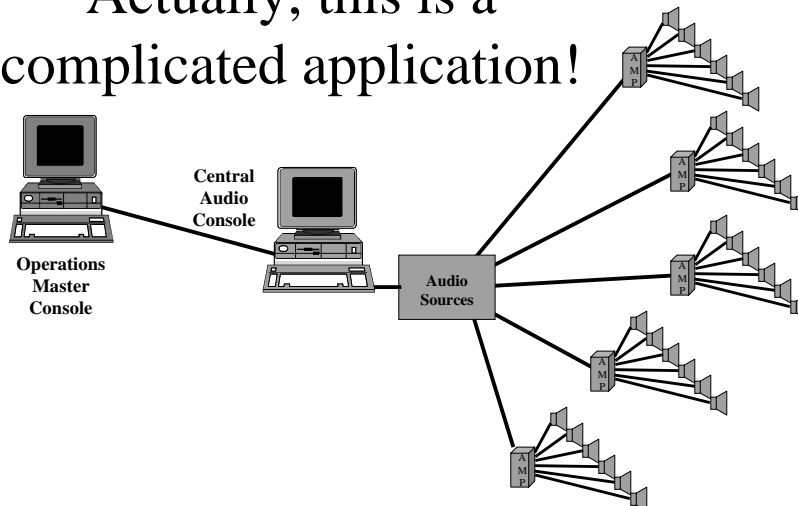 Actually, this is a
complicated application!
Central
Audio
Console
Operations
Master
Console
Audio
Sources
A
M
P
A
M
P
A
M
P
A
M
P
A
M
P